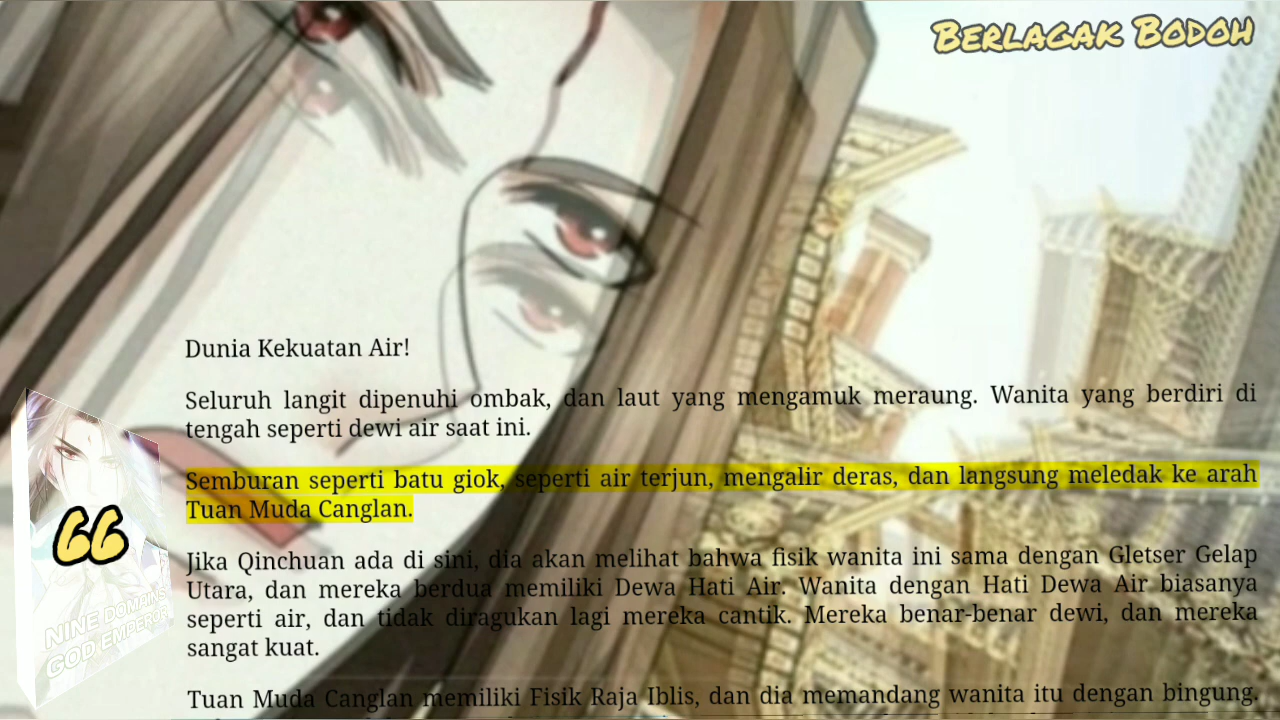 Berlagak Bodoh
Dunia Kekuatan Air!
Seluruh langit dipenuhi ombak, dan laut yang mengamuk meraung. Wanita yang berdiri di
tengah seperti dewi air saat ini.
Semburan seperti batu giok, seperti air terjun, mengalir deras, dan langsung meledak ke arah
Tuan Muda Canglan.
Jika Qinchuan ada di sini, dia akan melihat bahwa fisik wanita ini sama dengan Gletser Gelap
Utara, dan mereka berdua memiliki Dewa Hati Air. Wanita dengan Hati Dewa Air biasanya
seperti air, dan tidak diragukan lagi mereka cantik. Mereka benar-benar dewi, dan mereka
sangat kuat.
Tuan Muda Canglan memiliki Fisik Raja Iblis, dan dia memandang wanita itu dengan bingung.
66
NINE DOMAINS
GOD EMPEROR